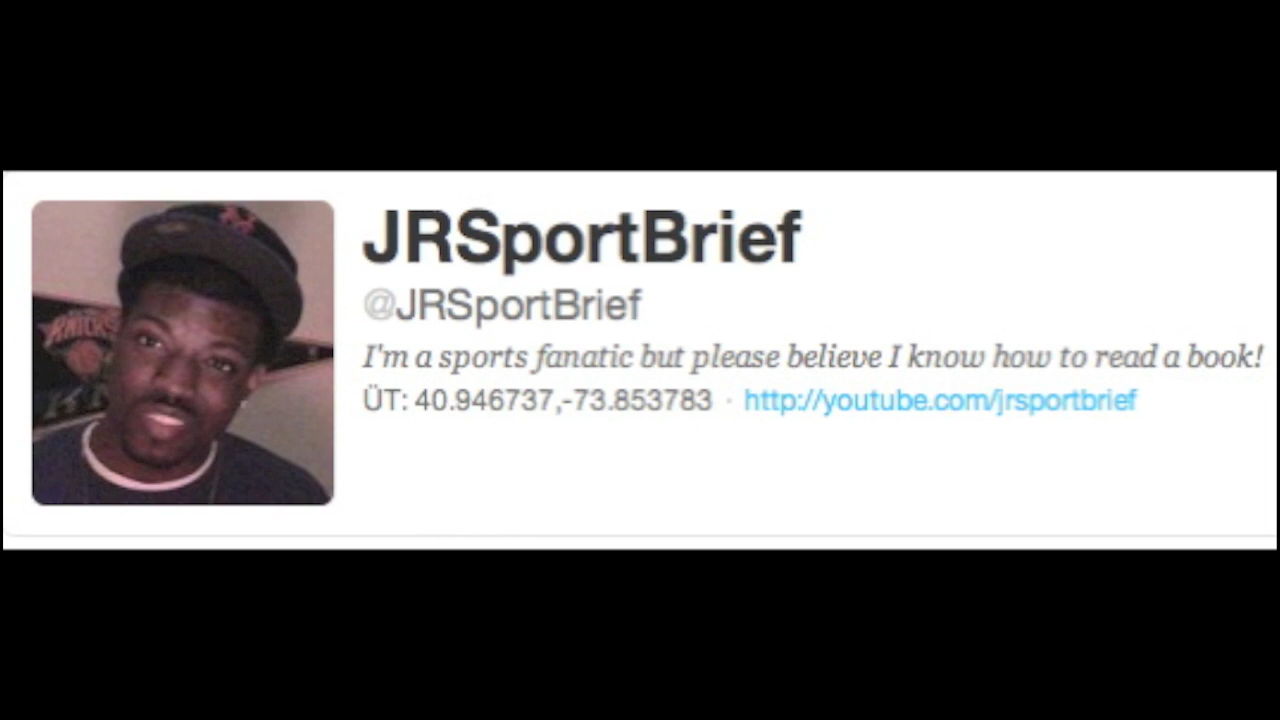 KNICKS
JRSportBrief
@JRSportBrief
I'm a sports fanatic but please believe I know how to read a book!
ÜT: 40.946737,-73.853783 · http://youtube.com/jrsportbrief